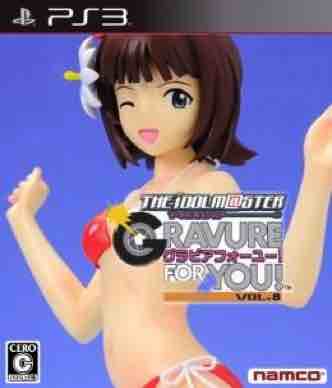 PS3
THE IDOLM@STER
GRAVURE
グラビアフォーユー!
FOR YOU!
VOL.8
CERO
C
namco